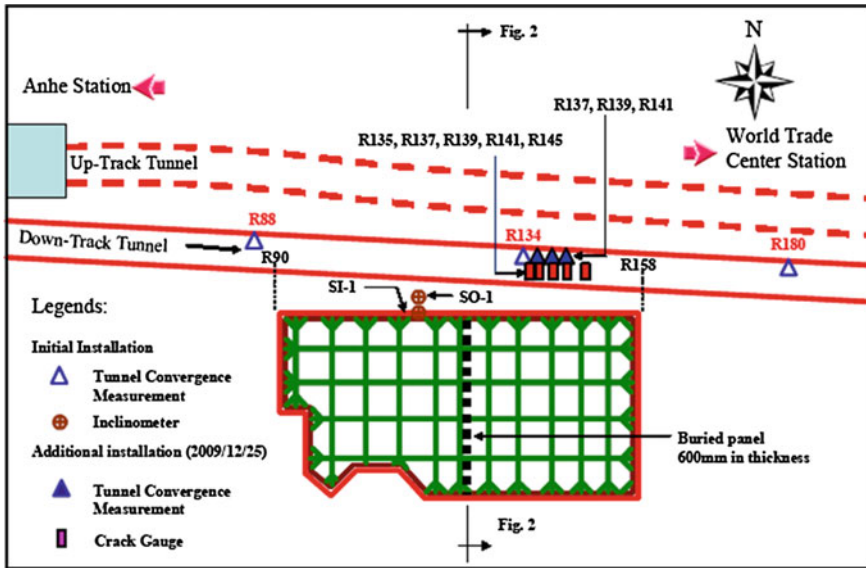 Fig. 2
N
Anhe Station
R137, R139, R141
R135, R137, R139, R141, R145
World Trade
Center Station
Up-Track Tunnel
R88
R134
R180
Down-Track Tunnel
R90
R158
SI-1
SO-1
Legends:
Initial Installation
Tunnel Convergence
Measurement
Inclinometer
Additional installation (2009/12/25)
Tunnel Convergence
Measurement
Crack Gauge
Buried panel
600mm in thickness
Fig. 2